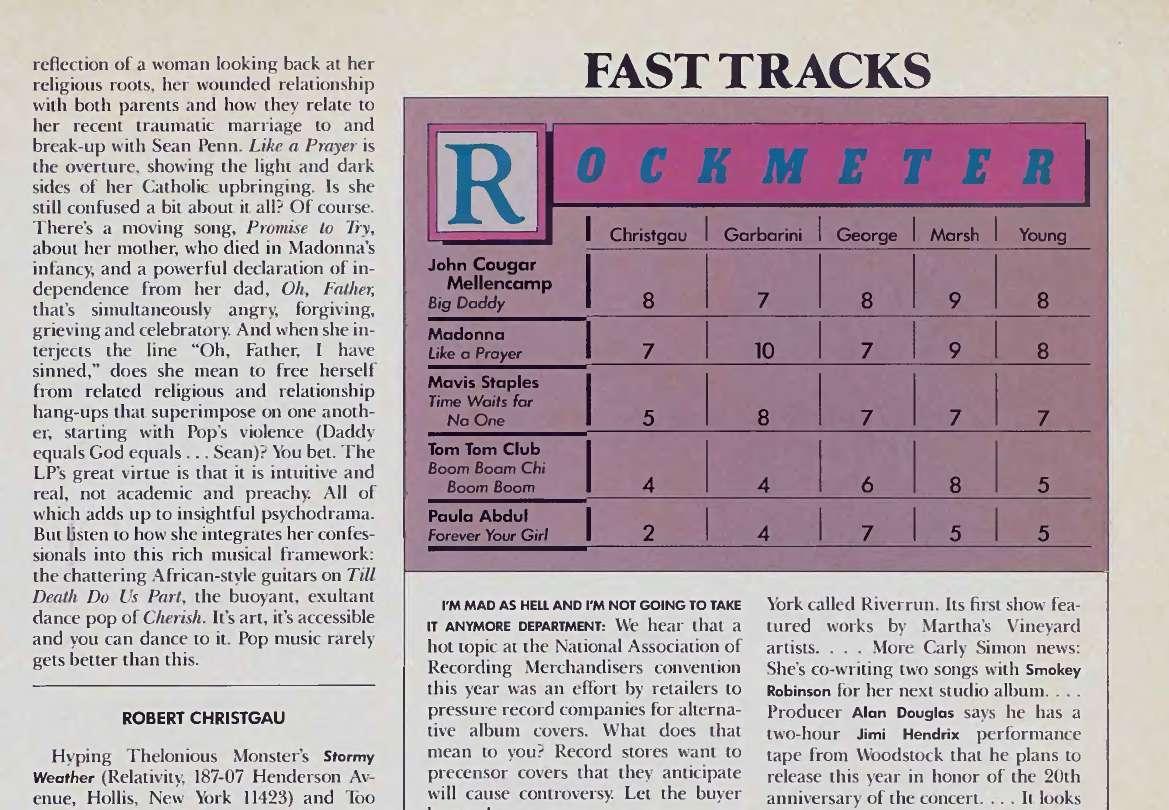 reflection of a woman looking back at her
religious roots, her wounded relationship
with both parents and how they relate to
her recent traumatic marriage to and
break-up with Sean Penn. Like a Prayer is
the overture, showing the light and dark
sides of her Catholic upbringing. Is she
still confused a bit about it all? Of course.
There's a moving song, Promise to Try,
about her mother, who died in Madonna's
infancy, and a powerful declaration of in-
dependence from her dad, Oh, Father,
that's simultaneously angry, forgiving,
grieving and celebratory. And when she in-
terjects the line "Oh, Father, I have
sinned," does she mean to free herself
from related religious and relationship
hang-ups that superimpose on one anoth-
er, starting with Pop's violence (Daddy
equals God equals . . . Sean)? You bet. The
LP's great virtue is that it is intuitive and
real, not academic and preachy. All of
which adds up to insightful psychodrama.
But listen to how she integrates her confes-
sionals into this rich musical framework:
the chattering African-style guitars on Till
Death Do Us Part, the buoyant, exultant
dance pop of Cherish. It's art, it's accessible
and you can dance to it. Pop music rarely
gets better than this.
ROBERT CHRISTGAU
Hyping Thelonious Monster's Stormy
Weather (Relativity, 187-07 Henderson Av-
enue, Hollis, New York 11423) and Too
FAST TRACKS
ROCKMETER
Christgau Garbarini George Marsh Young
John Cougar
Mellencamp
Big Daddy 8 7 8 9 8
Madonna
Like a Prayer 7 10 7 9 8
Mavis Staples
Time Waits for
No One 5 8 7 7 7
Tom Tom Club
Boom Boom Chi
Boom Boom 4 4 6 8 5
Paula Abdul
Forever Your Girl 2 4 7 5 5
I'M MAD AS HELL AND I'M NOT GOING TO TAKE
IT ANYMORE DEPARTMENT: We hear that a
hot topic at the National Association of
Recording Merchandisers convention
this year was an effort by retailers to
pressure record companies for alterna-
tive album covers. What does that
mean to you? Record stores want to
precensor covers that they anticipate
will cause controversy. Let the buyer
York called Riverrun. Its first show fea-
tured works by Martha's Vineyard
artists. . . . More Carly Simon news:
She's co-writing two songs with Smokey
Robinson for her next studio album. . . .
Producer Alan Douglas says he has a
two-hour Jimi Hendrix performance
tape from Woodstock that he plans to
release this year in honor of the 20th
anniversary of the concert. . . . It looks